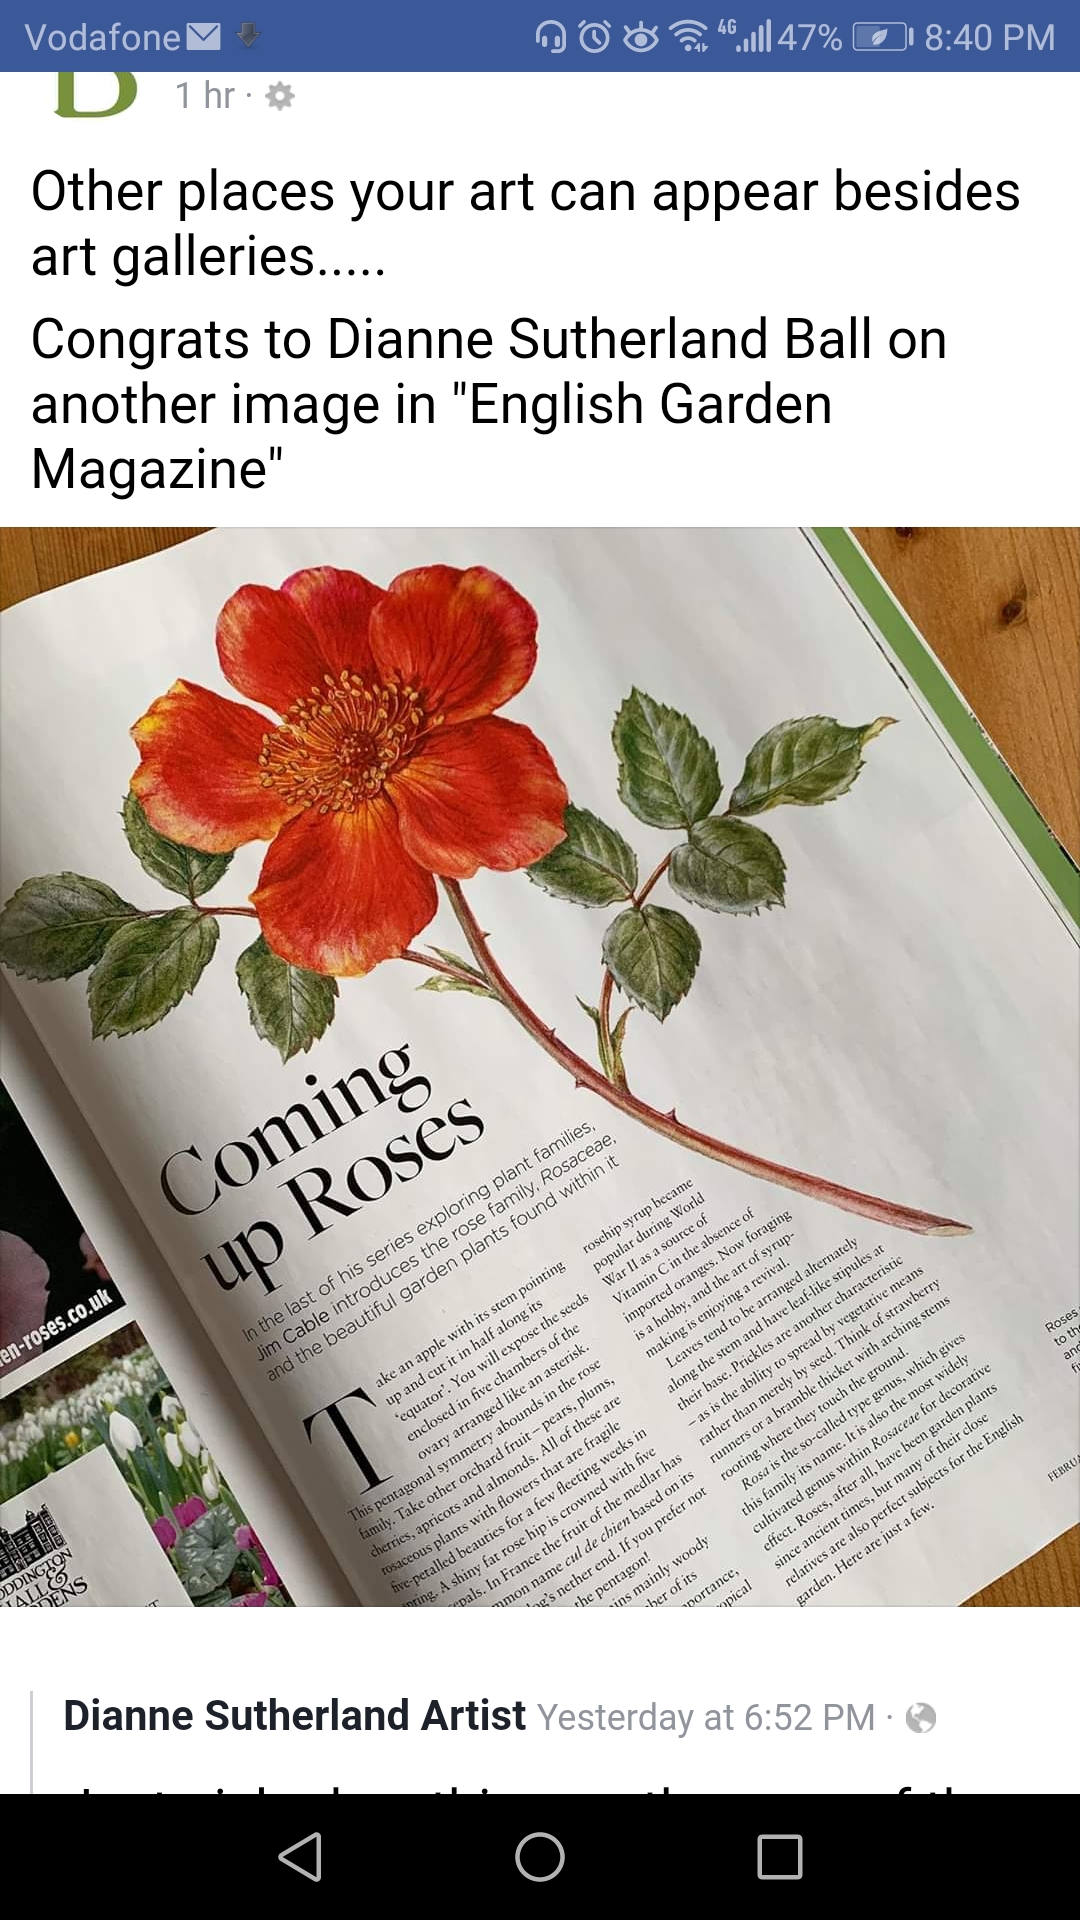 Vodafone 4G 47% 8:40 PM
1 hr ·
Other places your art can appear besides
art galleries.....
Congrats to Dianne Sutherland Ball on
another image in "English Garden
Magazine"
Coming
up Roses
In the last of his series exploring plant families,
Jim Cable introduces the rose family, Rosaceae,
and the beautiful garden plants found within it
Take an apple with its stem pointing
up and cut it in half along its
'equator'. You will expose the seeds
enclosed in five chambers of the
ovary arranged like an asterisk.
This pentagonal symmetry abounds in the rose
family. Take other orchard fruit – pears, plums,
cherries, apricots and almonds. All of these are
rosaceous plants with flowers that are fragile
five-petalled beauties for a few fleeting weeks in
A shiny fat rose hip is crowned with five
In France the fruit of the medlar has
name cul de chien based on its
nether end. If you prefer not
the pentagon!
mainly woody
of its
rosehip syrup became
popular during World
War II as a source of
Vitamin C in the absence of
imported oranges. Now foraging
is a hobby, and the art of syrup-
making is enjoying a revival.
Leaves tend to be arranged alternately
along the stem and have leaf-like stipules at
their base. Prickles are another characteristic
– as is the ability to spread by vegetative means
rather than merely by seed. Think of strawberry
runners or a bramble thicket with arching stems
rooting where they touch the ground.
Rosa is the so-called type genus, which gives
this family its name. It is also the most widely
cultivated genus within Rosaceae for decorative
effect. Roses, after all, have been garden plants
since ancient times, but many of their close
relatives are also perfect subjects for the English
garden. Here are just a few.
Roses
to th
en-roses.co.uk
Dianne Sutherland Artist Yesterday at 6:52 PM ·